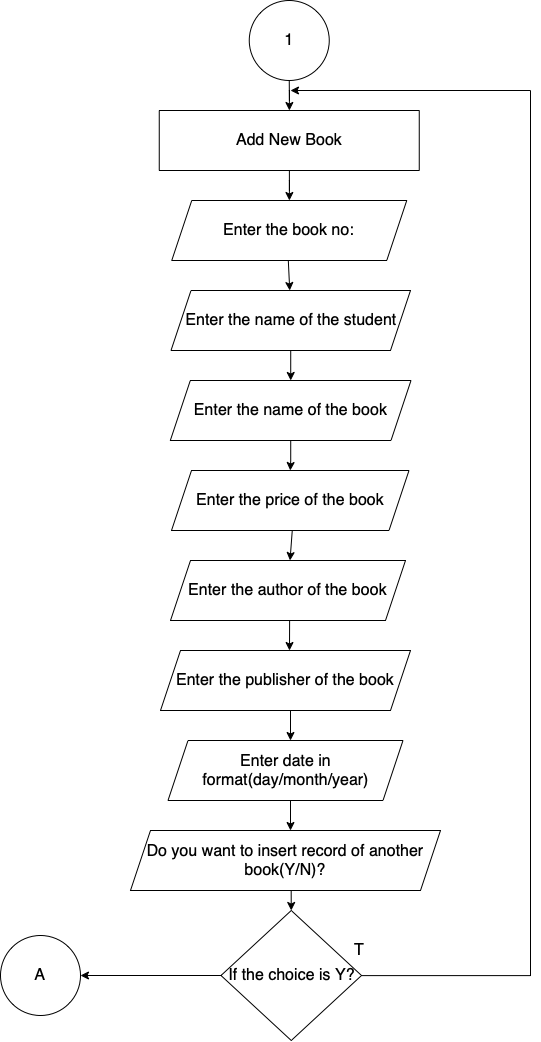 1
Add New Book
Enter the book no:
Enter the name of the student
Enter the name of the book
Enter the price of the book
Enter the author of the book
Enter the publisher of the book
Enter date in
format(day/month/year)
Do you want to insert record of another
book(Y/N)?
T
A
If the choice is Y?